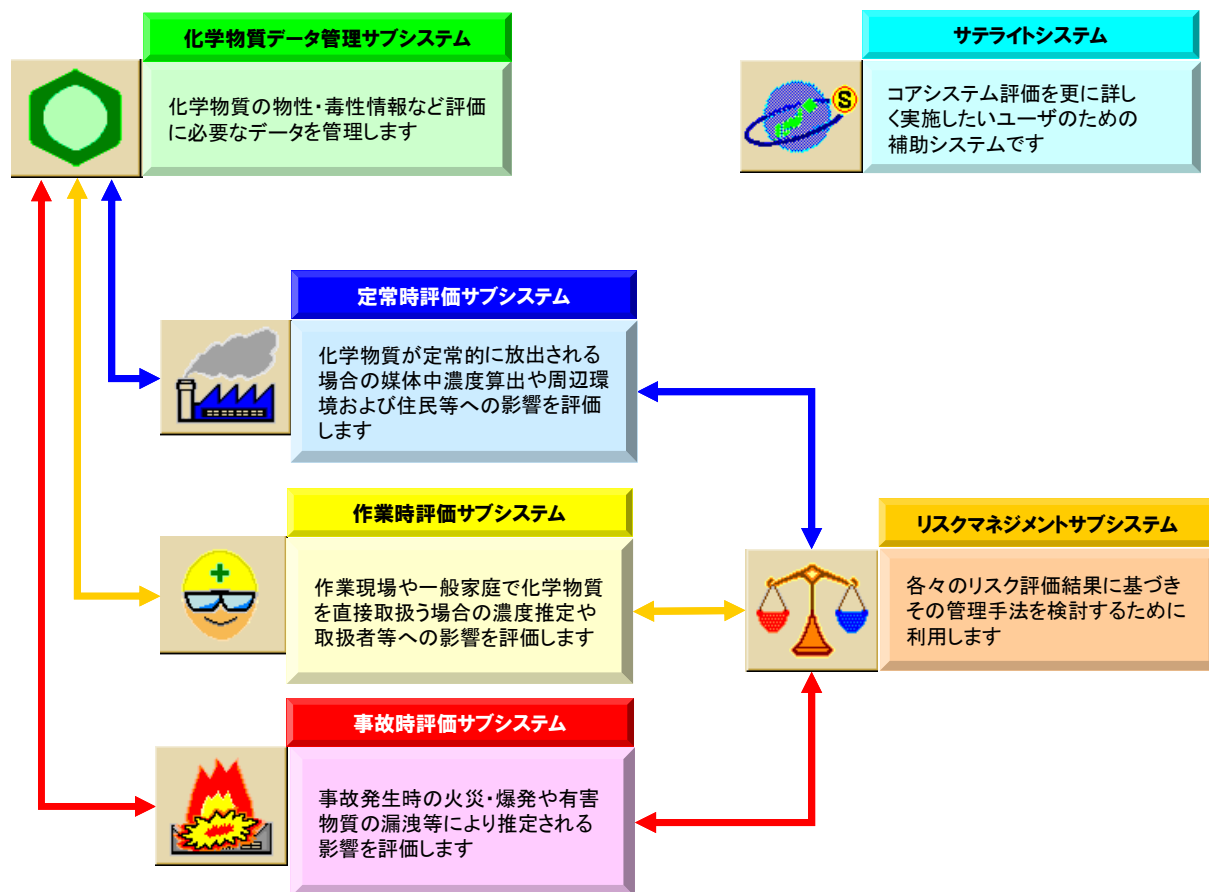 化学物質データ管理サブシステム
化学物質の物性・毒性情報など評価
に必要なデータを管理します
サテライトシステム
S
コアシステム評価を更に詳し
く実施したいユーザのための
補助システムです
定常時評価サブシステム
化学物質が定常的に放出される
場合の媒体中濃度算出や周辺環
境および住民等への影響を評価
します
作業時評価サブシステム
作業現場や一般家庭で化学物質
を直接取扱う場合の濃度推定や
取扱者等への影響を評価します
リスクマネジメントサブシステム
各々のリスク評価結果に基づき
その管理手法を検討するために
利用します
事故時評価サブシステム
事故発生時の火災・爆発や有害
物質の漏洩等により推定される
影響を評価します